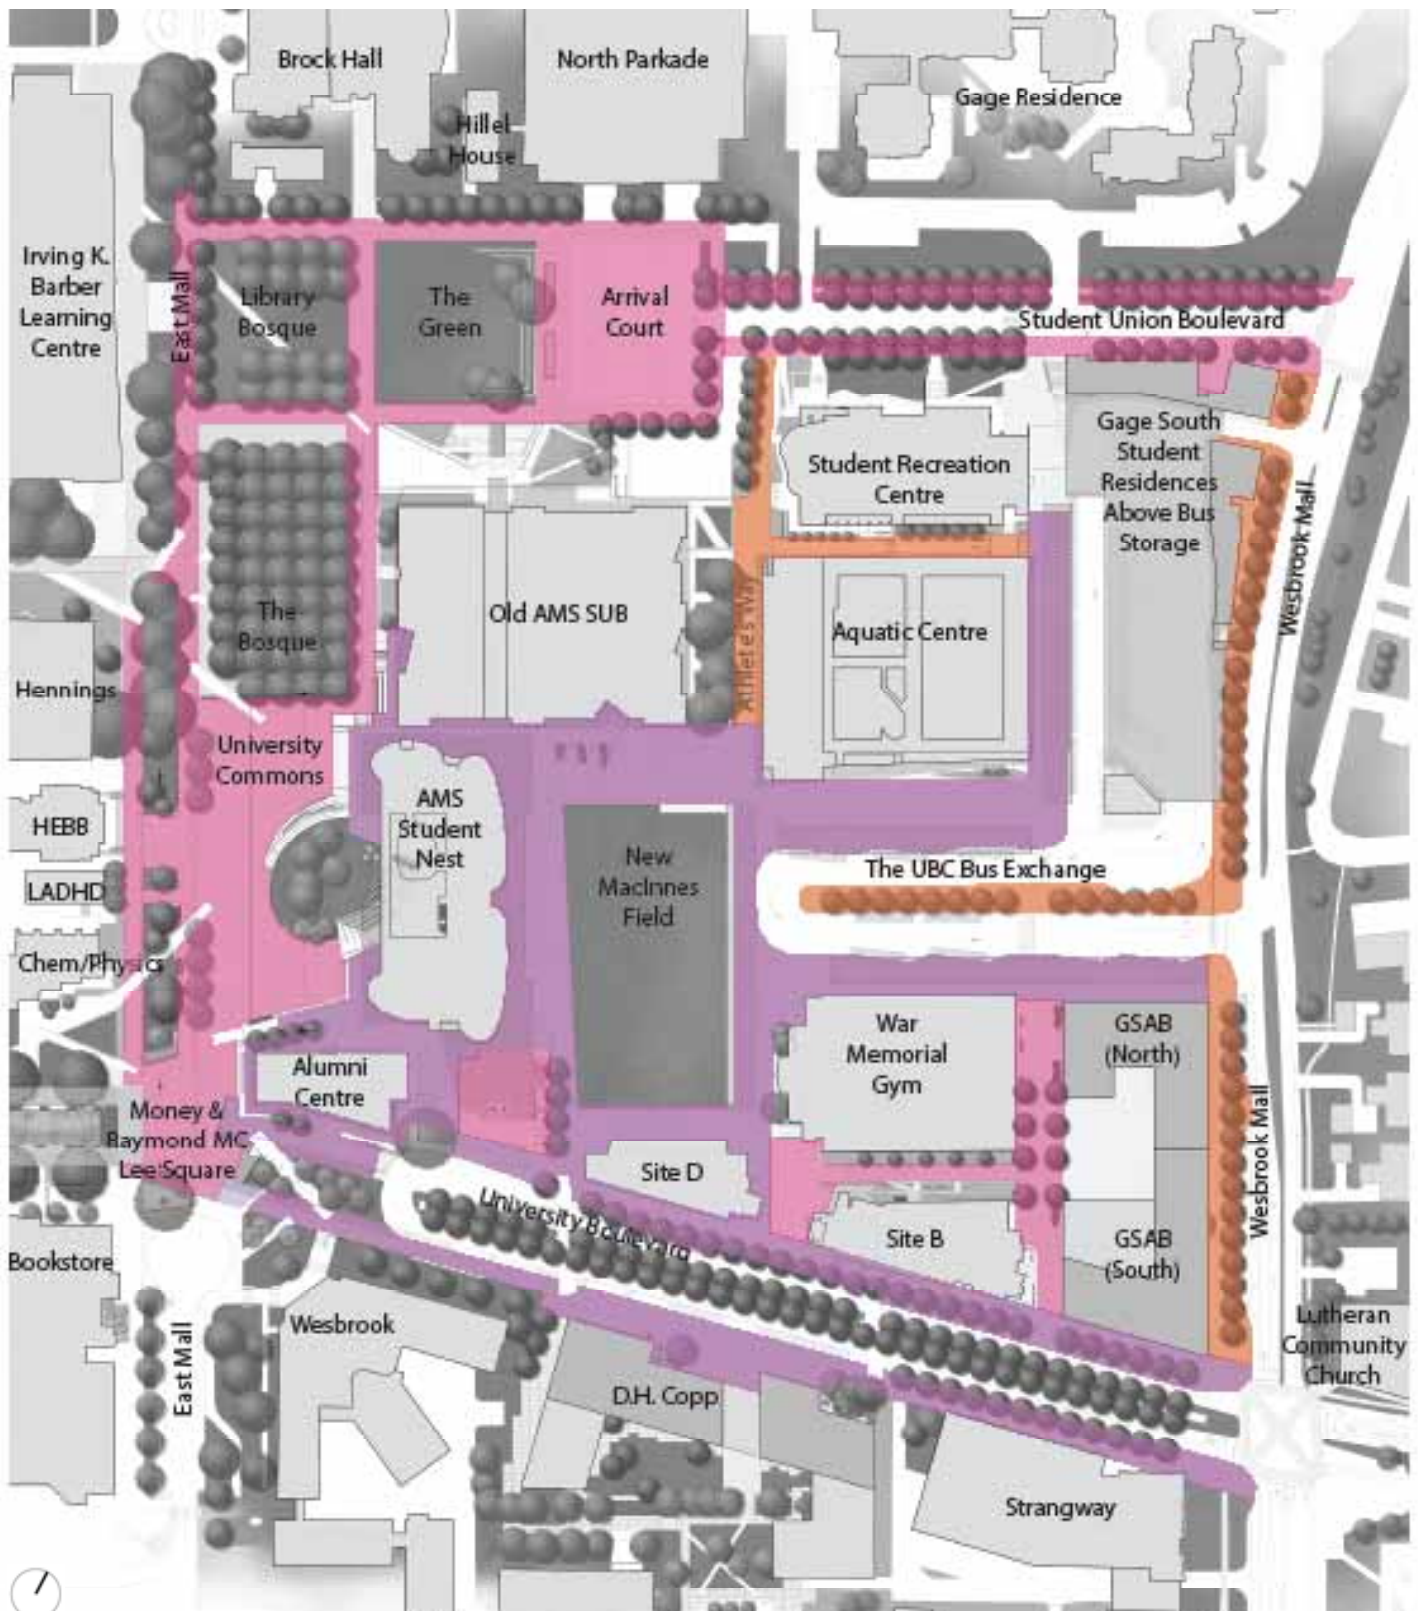 Brock Hall
North Parkade
Gage Residence
Hillel
House
Irving K.
Barber
Learning
Centre
East Mall
Library
Bosque
The
Green
Arrival
Court
Student Union Boulevard
Gage South
Student
Residences
Above Bus
Storage
Student Recreation
Centre
Wesbrook Mall
The
Bosque
Old AMS SUB
Athlete's Way
Aquatic Centre
Hennings
University
Commons
AMS
Student
Nest
HEBB
LADHD
New
MacInnes
Field
The UBC Bus Exchange
Chem/Physics
War
Memorial
Gym
GSAB
(North)
Alumni
Centre
Money &
Raymond MC
Lee Square
Site D
Wesbrook Mall
University Boulevard
Site B
GSAB
(South)
Bookstore
East Mall
Wesbrook
Lutheran
Community
Church
D.H. Copp
Strangway